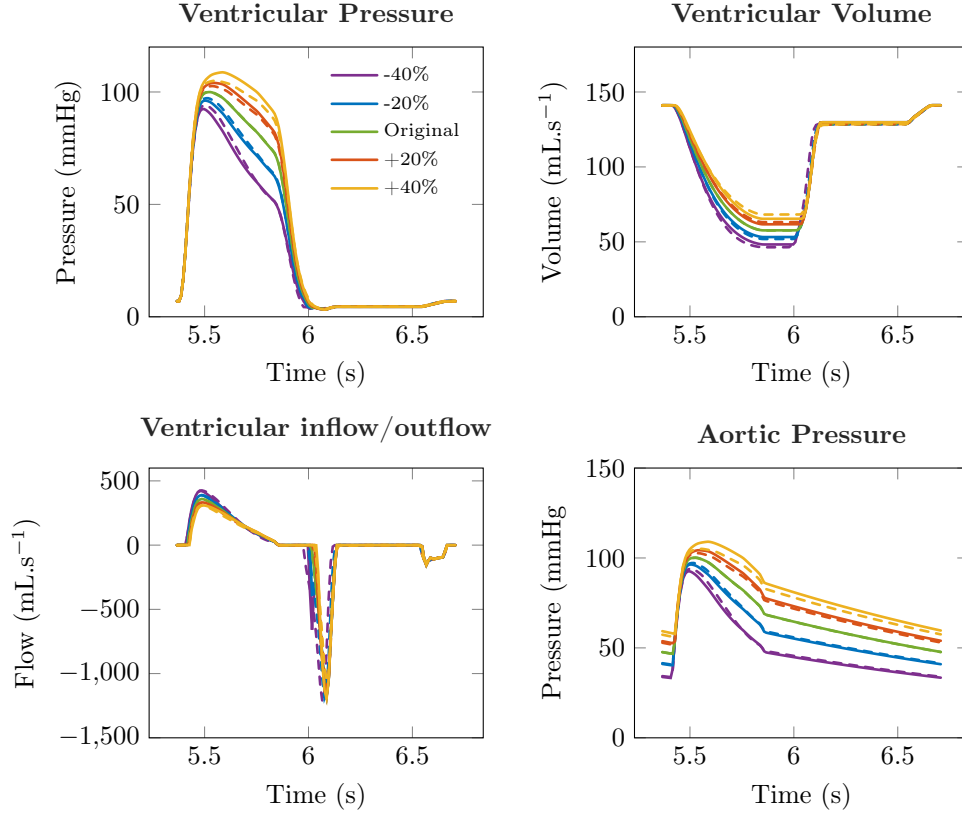 Ventricular Pressure
Pressure (mmHg)
100
50
0
5.5 6 6.5
Time (s)
-40%
-20%
Original
+20%
+40%
Ventricular Volume
Volume (mL.s⁻¹)
150
100
50
0
5.5 6 6.5
Time (s)
Ventricular inflow/outflow
Flow (mL.s⁻¹)
500
0
−500
−1,000
−1,500
5.5 6 6.5
Time (s)
Aortic Pressure
Pressure (mmHg
150
100
50
0
5.5 6 6.5
Time (s)